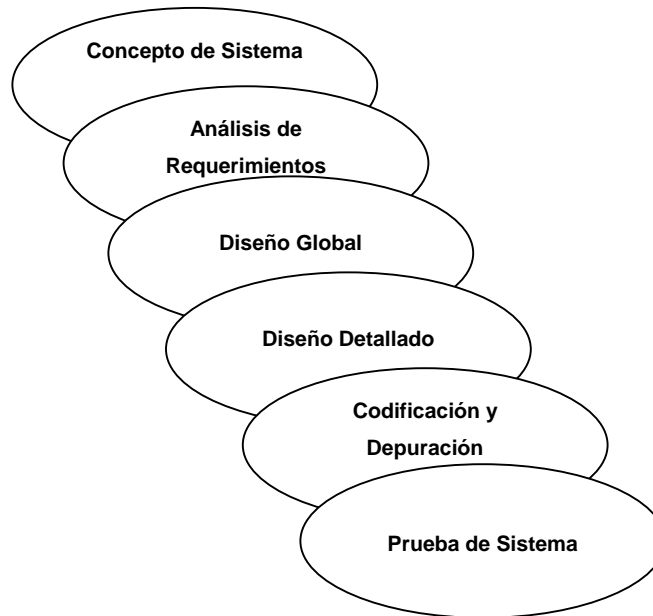 Concepto de Sistema
Análisis de
Requerimientos
Diseño Global
Diseño Detallado
Codificación y
Depuración
Prueba de Sistema